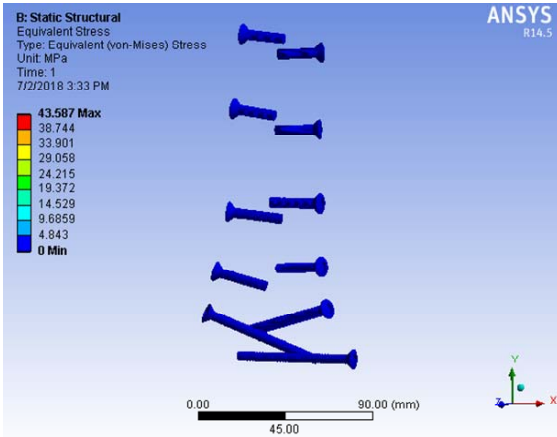 B: Static Structural
Equivalent Stress
Type: Equivalent (von-Mises) Stress
Unit: MPa
Time: 1
7/2/2018 3:33 PM
43.587 Max
38.744
33.901
29.058
24.215
19.372
14.529
9.6859
4.843
0 Min
ANSYS
R14.5
0.00
90.00 (mm)
45.00
Y
Z
X